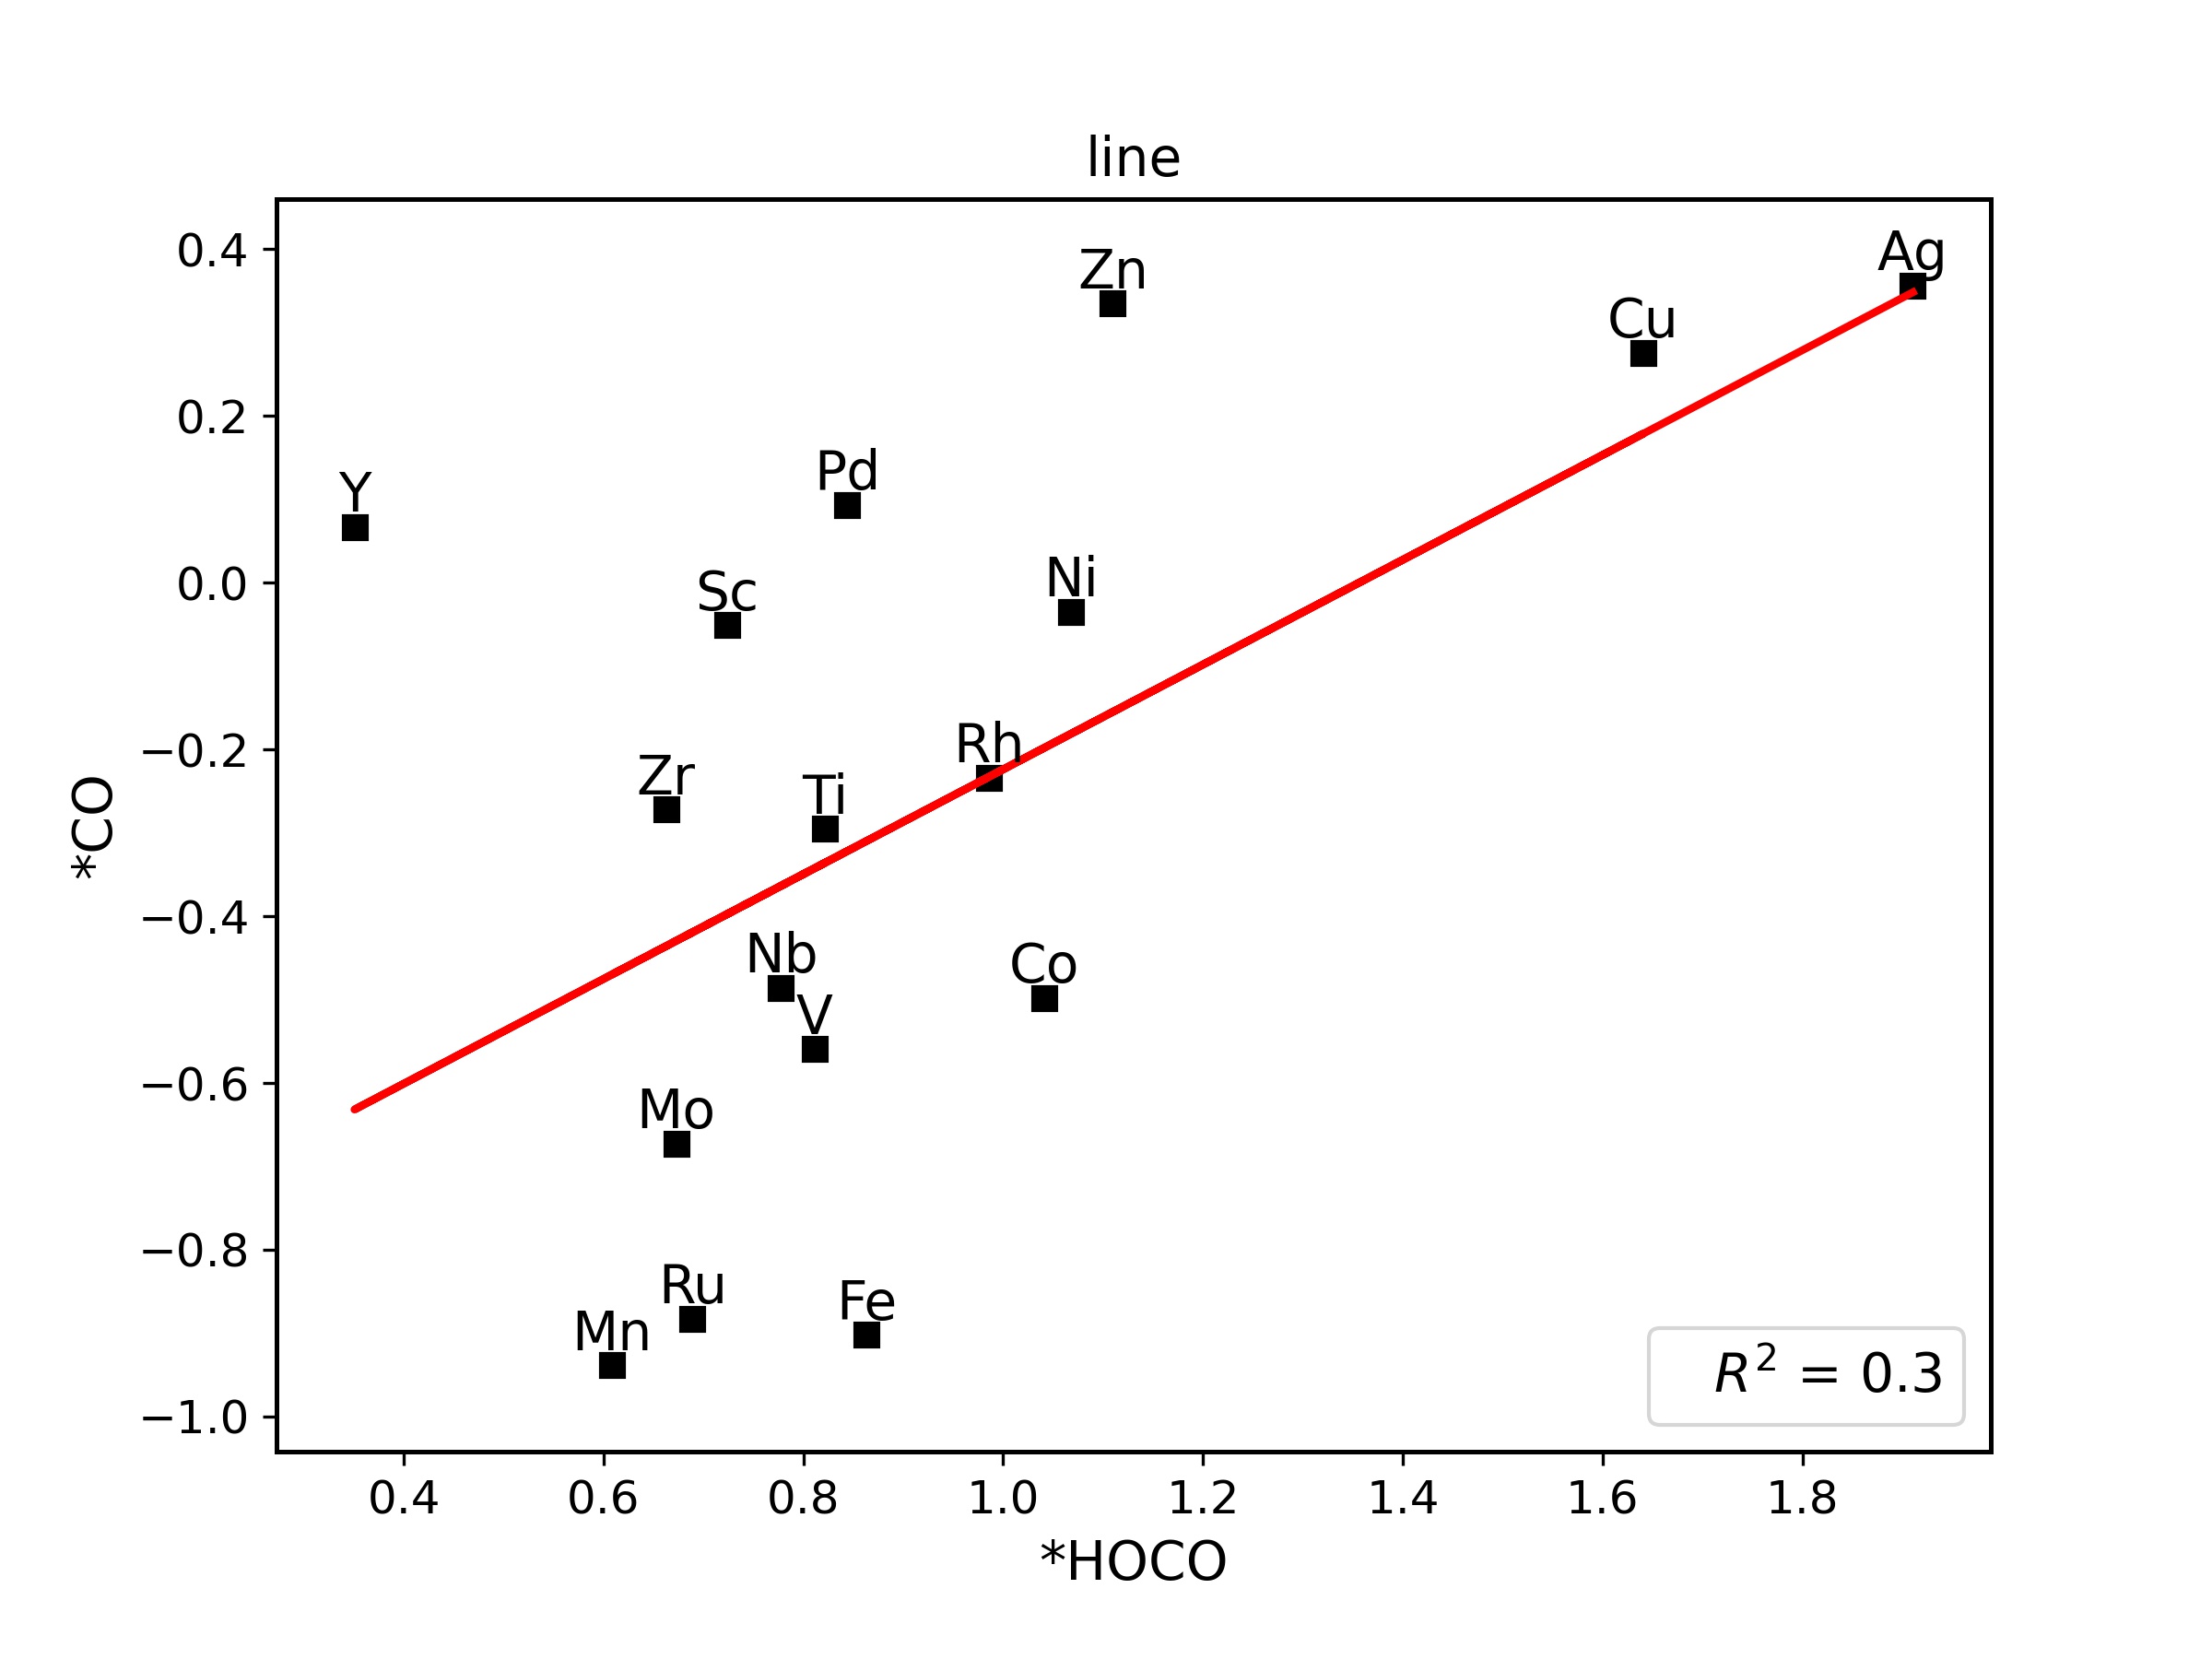 line
0.4
0.2
0.0
−0.2
−0.4
−0.6
−0.8
−1.0
*CO
Ag
Zn
Cu
Pd
Y
Ni
Sc
Rh
Zr
Ti
Nb
Co
V
Mo
Ru
Fe
Mn
R² = 0.3
0.4 0.6 0.8 1.0 1.2 1.4 1.6 1.8
*HOCO